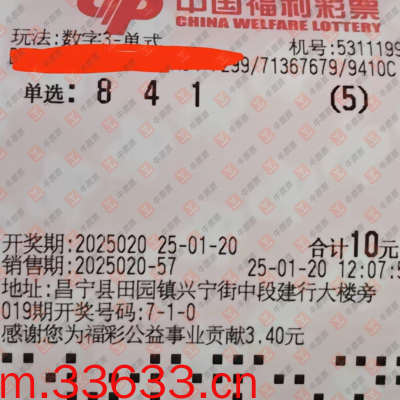 中国福利彩票
CHINA WELFARE LOTTERY
玩法:数字3-单式
机号:5311199
299/71367679/9410C
单选: 8 4 1 (5)
开奖期:2025020 25-01-20 合计10元
销售期:2025020-57 25-01-20 12:07:5
地址:昌宁县田园镇兴宁街中段建行大楼旁
019期开奖号码:7-1-0
感谢您为福彩公益事业贡献3.40元
m.33633.cn